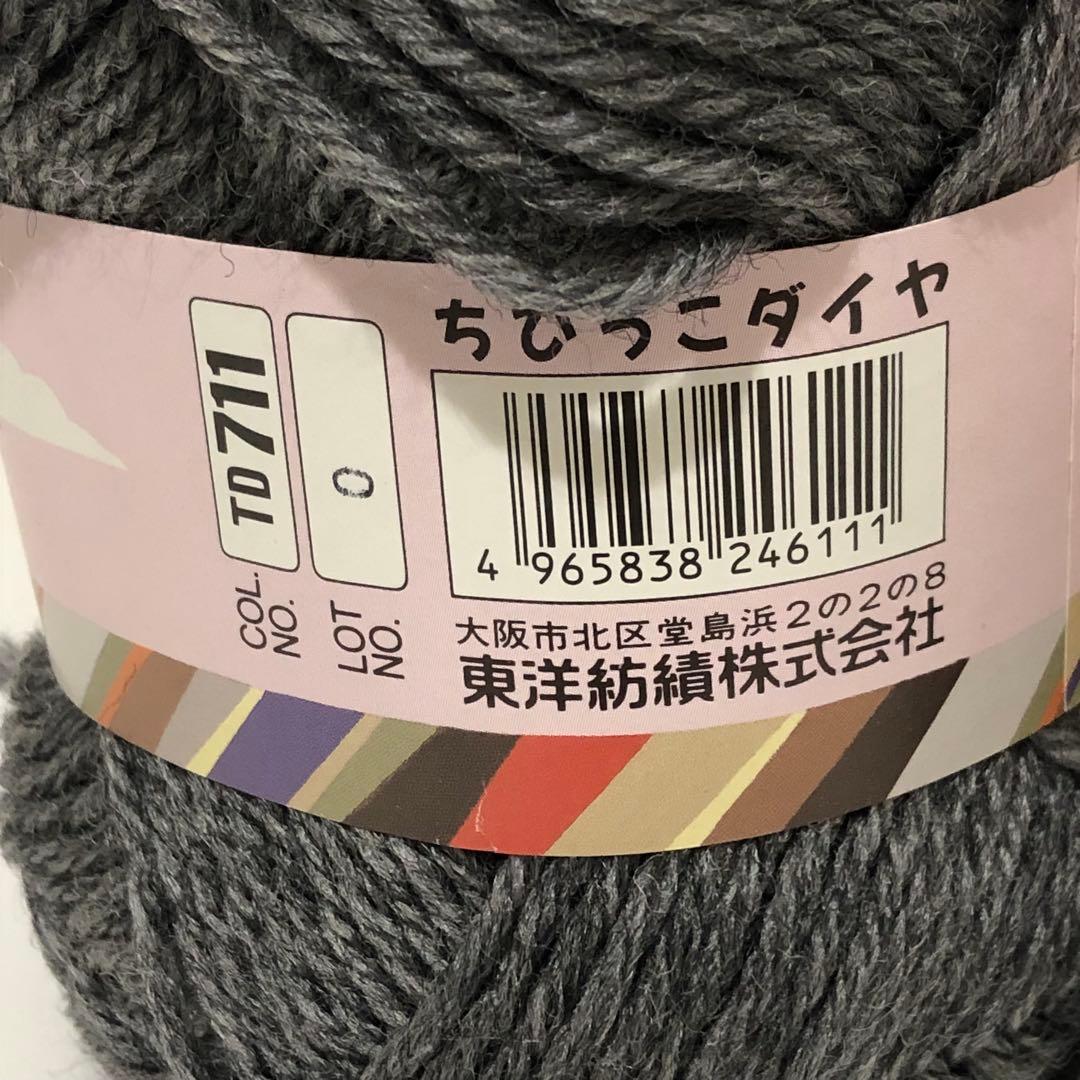 ちびっこダイヤ
4 965838 246111
大阪市北区堂島浜2の2の8
東洋紡績株式会社
COL. NO. TD711
LOT NO. 0